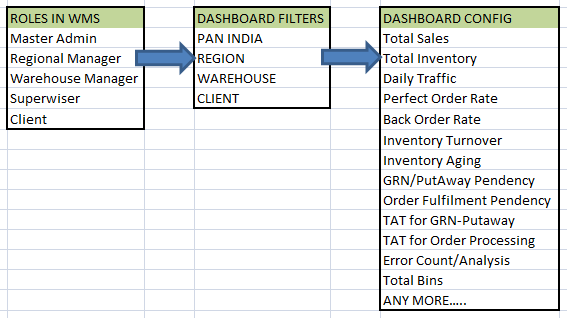 ROLES IN WMS
Master Admin
Regional Manager
Warehouse Manager
Superwiser
Client
DASHBOARD FILTERS
PAN INDIA
REGION
WAREHOUSE
CLIENT
DASHBOARD CONFIG
Total Sales
Total Inventory
Daily Traffic
Perfect Order Rate
Back Order Rate
Inventory Turnover
Inventory Aging
GRN/PutAway Pendency
Order Fulfilment Pendency
TAT for GRN-Putaway
TAT for Order Processing
Error Count/Analysis
Total Bins
ANY MORE.....